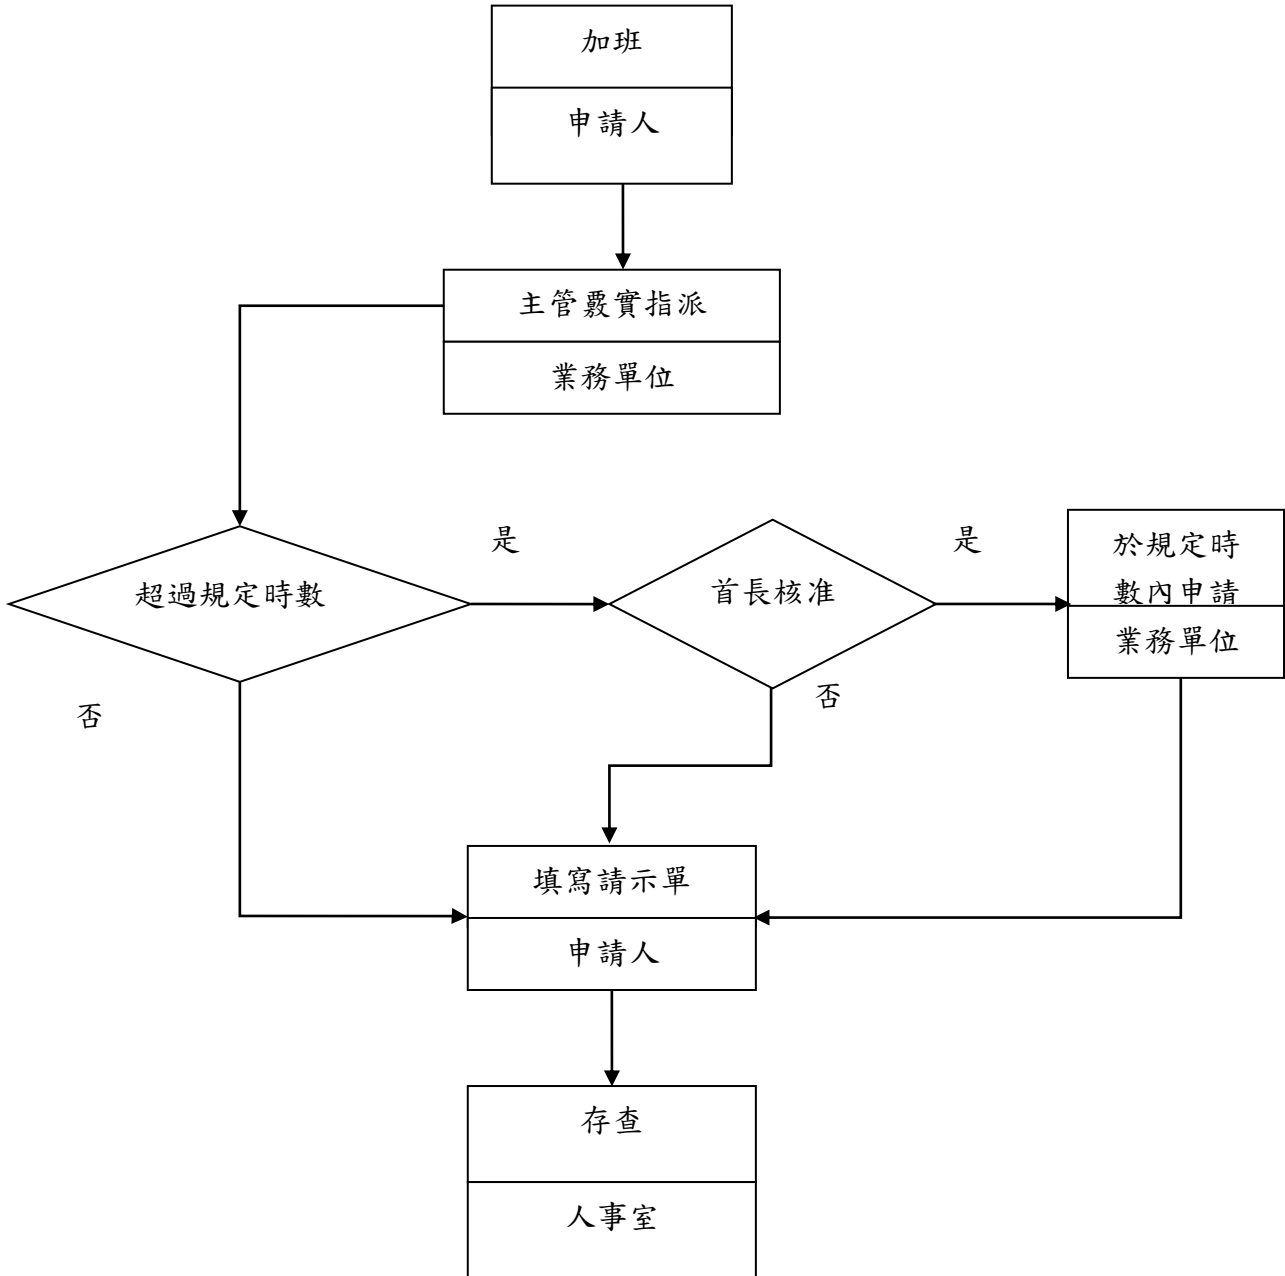 加班
申請人
主管覈實指派
業務單位
超過規定時數
是
首長核准
是
於規定時
數內申請
業務單位
否
否
填寫請示單
申請人
存查
人事室